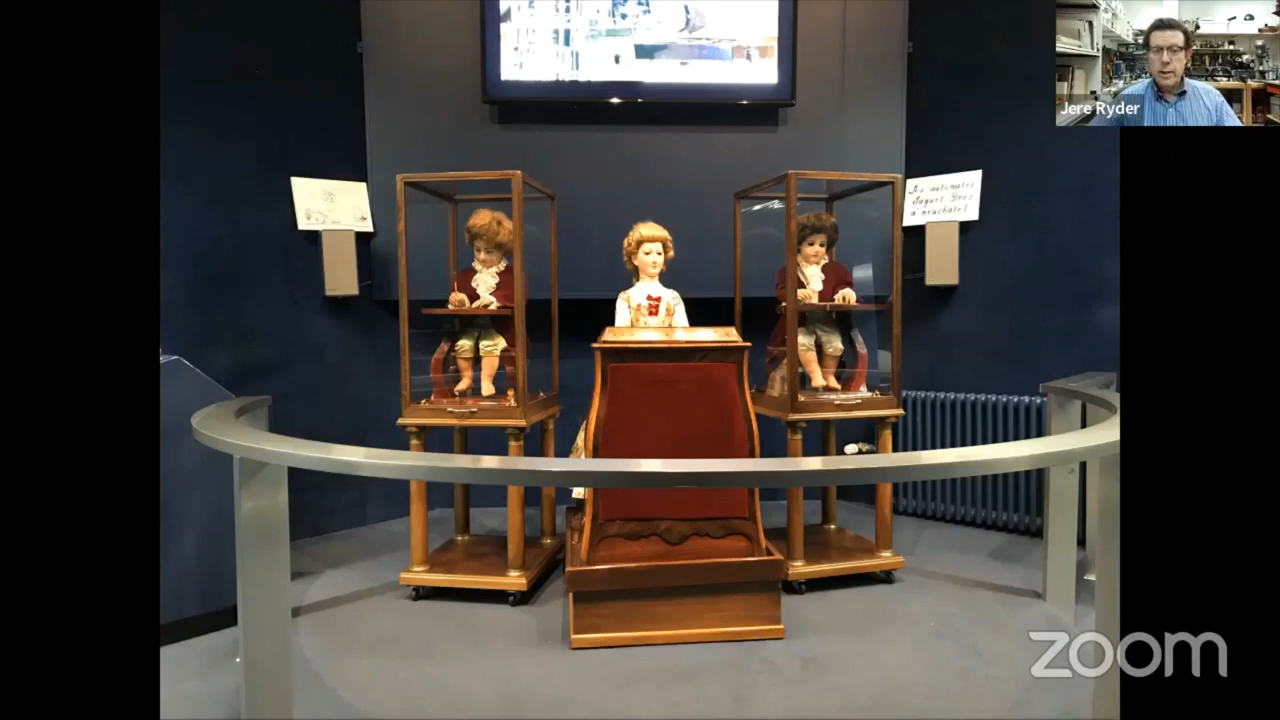 Jere Ryder
Les automates
Jaquet Droz
à neuchâtel
zoom